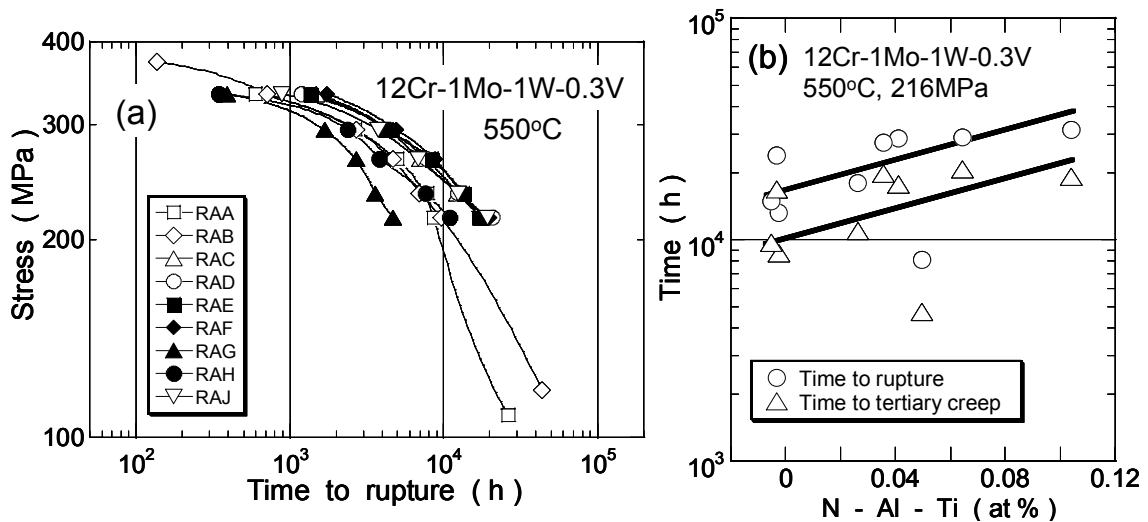 400
300
200
100
Stress (MPa)
(a)
12Cr-1Mo-1W-0.3V
550°C
RAA
RAB
RAC
RAD
RAE
RAF
RAG
RAH
RAJ
10²
10³
10⁴
10⁵
Time to rupture (h)
10⁵
10⁴
10³
Time (h)
(b)
12Cr-1Mo-1W-0.3V
550°C, 216MPa
Time to rupture
Time to tertiary creep
0
0.04
0.08
0.12
N - Al - Ti (at%)